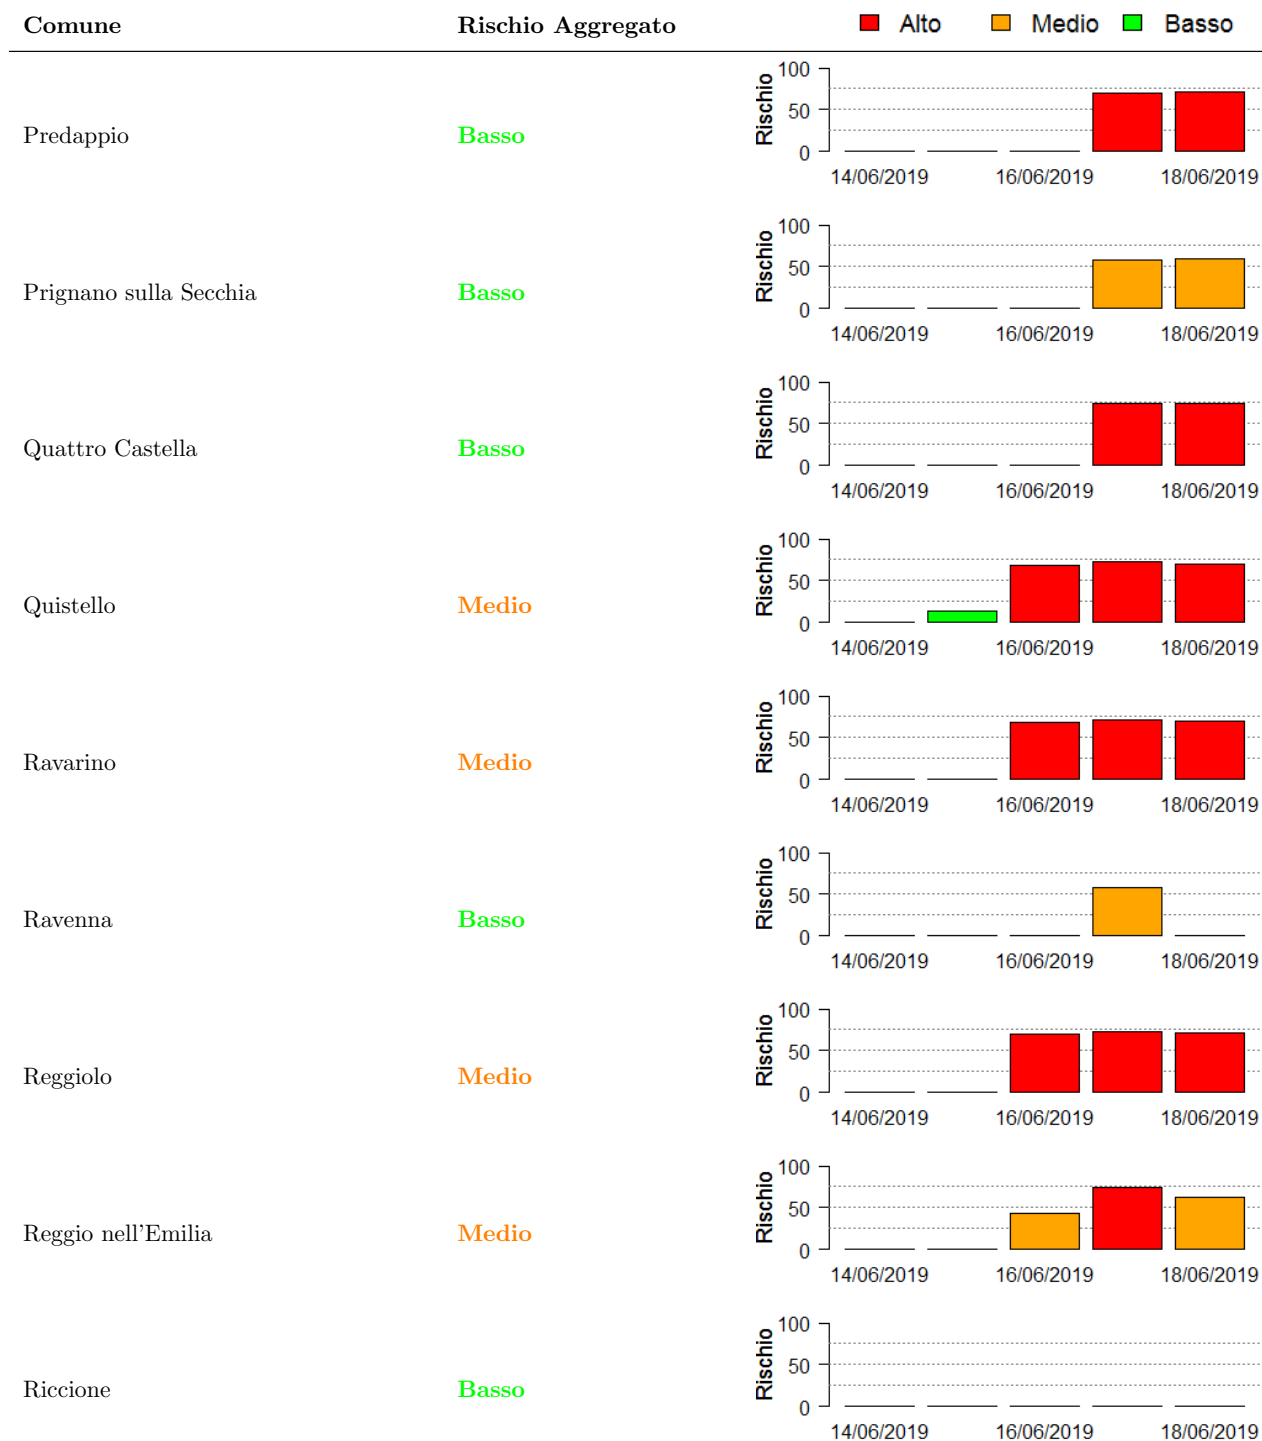 Comune Rischio Aggregato Alto Medio Basso
100
50
0
Rischio
Predappio Basso
14/06/2019 16/06/2019 18/06/2019
100
50
0
Rischio
Prignano sulla Secchia Basso
14/06/2019 16/06/2019 18/06/2019
100
50
0
Rischio
Quattro Castella Basso
14/06/2019 16/06/2019 18/06/2019
100
50
0
Rischio
Quistello Medio
14/06/2019 16/06/2019 18/06/2019
100
50
0
Rischio
Ravarino Medio
14/06/2019 16/06/2019 18/06/2019
100
50
0
Rischio
Ravenna Basso
14/06/2019 16/06/2019 18/06/2019
100
50
0
Rischio
Reggiolo Medio
14/06/2019 16/06/2019 18/06/2019
100
50
0
Rischio
Reggio nell'Emilia Medio
14/06/2019 16/06/2019 18/06/2019
100
50
0
Rischio
Riccione Basso
14/06/2019 16/06/2019 18/06/2019